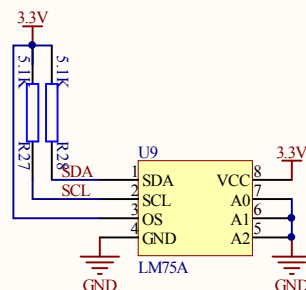 3.3V
5.1K
5.1K
R27
R28
SDA
SCL
U9
1 SDA
2 SCL
3 OS
4 GND
VCC 8
A0 7
A1 6
A2 5
LM75A
3.3V
GND
GND